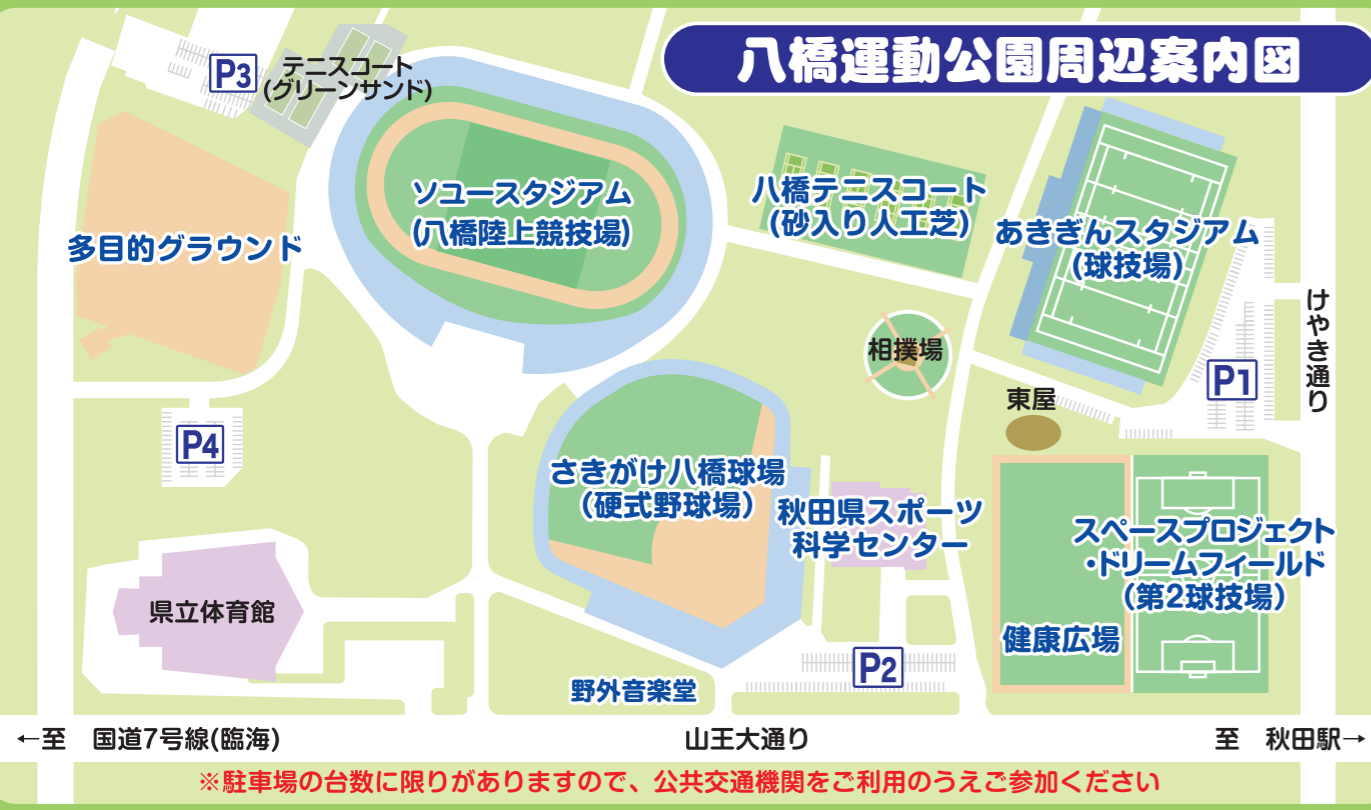 八橋運動公園周辺案内図
P3
テニスコート
(グリーンサンド)
ソユースタジアム
(八橋陸上競技場)
八橋テニスコート
(砂入り人工芝)
あきぎんスタジアム
(球技場)
多目的グラウンド
けやき通り
相撲場
P1
東屋
P4
さきがけ八橋球場
(硬式野球場)
秋田県スポーツ
科学センター
スペースプロジェクト
・ドリームフィールド
(第2球技場)
県立体育館
健康広場
P2
野外音楽堂
←至 国道7号線(臨海)
山王大通り
至 秋田駅→
※駐車場の台数に限りがありますので、公共交通機関をご利用のうえご参加ください